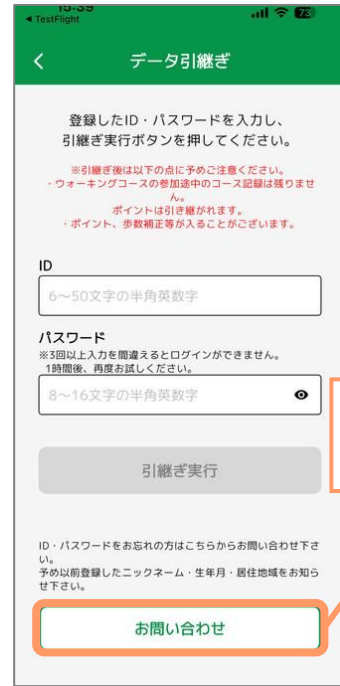 15:39
◀ TestFlight
73
データ引継ぎ
登録したID・パスワードを入力し、
引継ぎ実行ボタンを押してください。
※引継ぎ後は以下の点に予めご注意ください。
・ウォーキングコースの参加途中のコース記録は残りませ
ん。
ポイントは引き継がれます。
・ポイント、歩数補正等が入ることがございます。
ID
6〜50文字の半角英数字
パスワード
※3回以上入力を間違えるとログインができません。
1時間後、再度お試しください。
8〜16文字の半角英数字
引継ぎ実行
ID・パスワードをお忘れの方はこちらからお問い合わせ下さ
い。
予め以前登録したニックネーム・生年月・居住地域をお知ら
せ下さい。
お問い合わせ